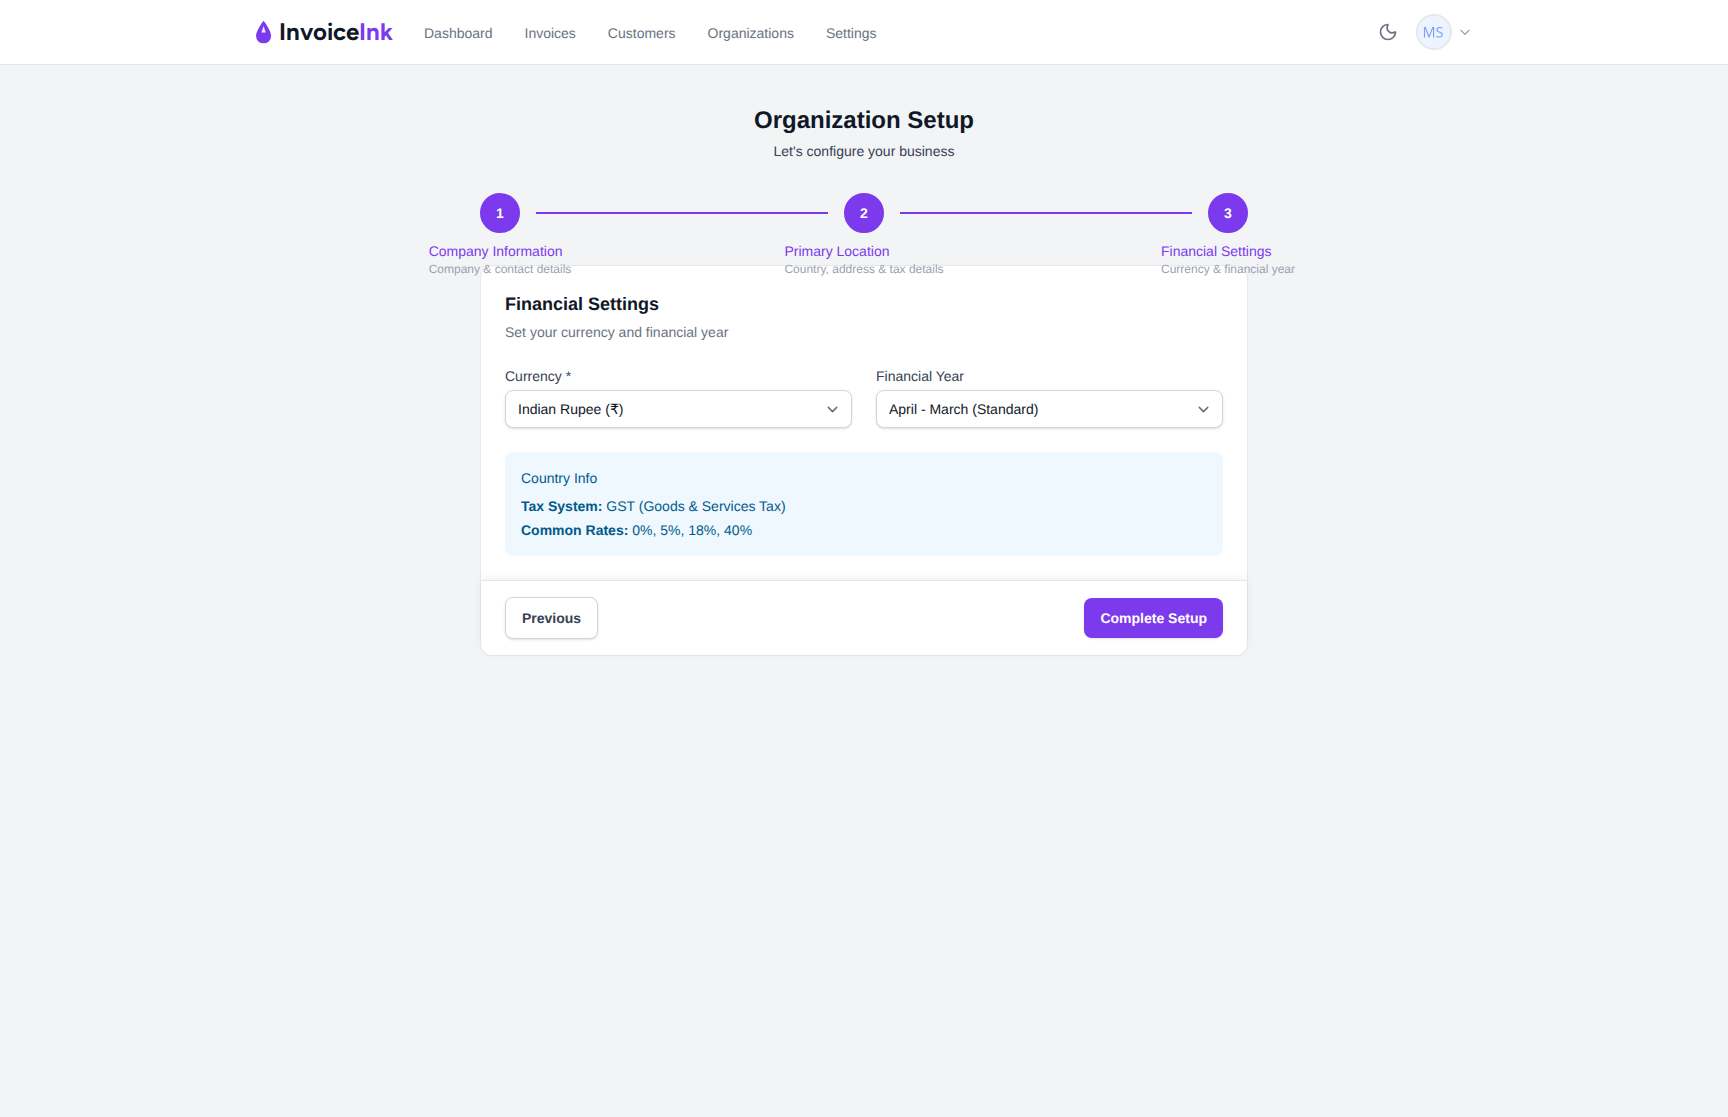 InvoiceInk
Dashboard
Invoices
Customers
Organizations
Settings
MS
Organization Setup
Let's configure your business
1
2
3
Company Information
Company & contact details
Primary Location
Country, address & tax details
Financial Settings
Currency & financial year
Financial Settings
Set your currency and financial year
Currency *
Financial Year
Indian Rupee (₹)
April - March (Standard)
Country Info
Tax System: GST (Goods & Services Tax)
Common Rates: 0%, 5%, 18%, 40%
Previous
Complete Setup